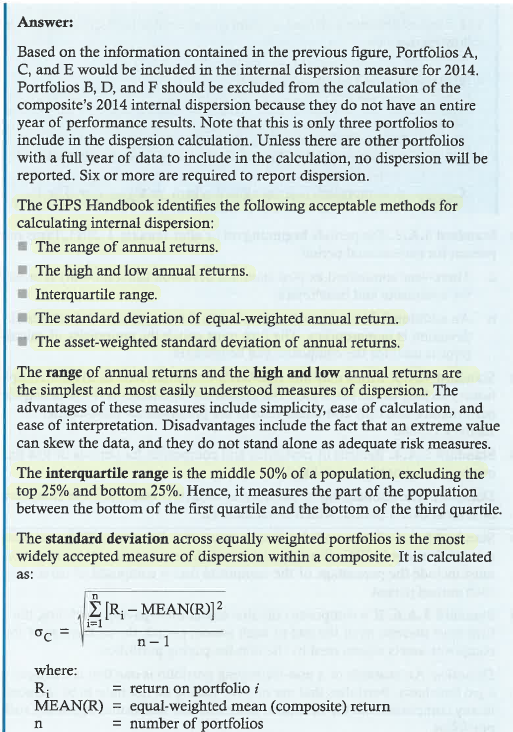 Answer:
Based on the information contained in the previous figure, Portfolios A,
C, and E would be included in the internal dispersion measure for 2014.
Portfolios B, D, and F should be excluded from the calculation of the
composite's 2014 internal dispersion because they do not have an entire
year of performance results. Note that this is only three portfolios to
include in the dispersion calculation. Unless there are other portfolios
with a full year of data to include in the calculation, no dispersion will be
reported. Six or more are required to report dispersion.
The GIPS Handbook identifies the following acceptable methods for
calculating internal dispersion:
■ The range of annual returns.
■ The high and low annual returns.
■ Interquartile range.
■ The standard deviation of equal-weighted annual return.
■ The asset-weighted standard deviation of annual returns.
The range of annual returns and the high and low annual returns are
the simplest and most easily understood measures of dispersion. The
advantages of these measures include simplicity, ease of calculation, and
ease of interpretation. Disadvantages include the fact that an extreme value
can skew the data, and they do not stand alone as adequate risk measures.
The interquartile range is the middle 50% of a population, excluding the
top 25% and bottom 25%. Hence, it measures the part of the population
between the bottom of the first quartile and the bottom of the third quartile.
The standard deviation across equally weighted portfolios is the most
widely accepted measure of dispersion within a composite. It is calculated
as:
σ_C = √( Σ_{i=1}^{n} [R_i – MEAN(R)]² / (n – 1) )
where:
R_i = return on portfolio i
MEAN(R) = equal-weighted mean (composite) return
n = number of portfolios